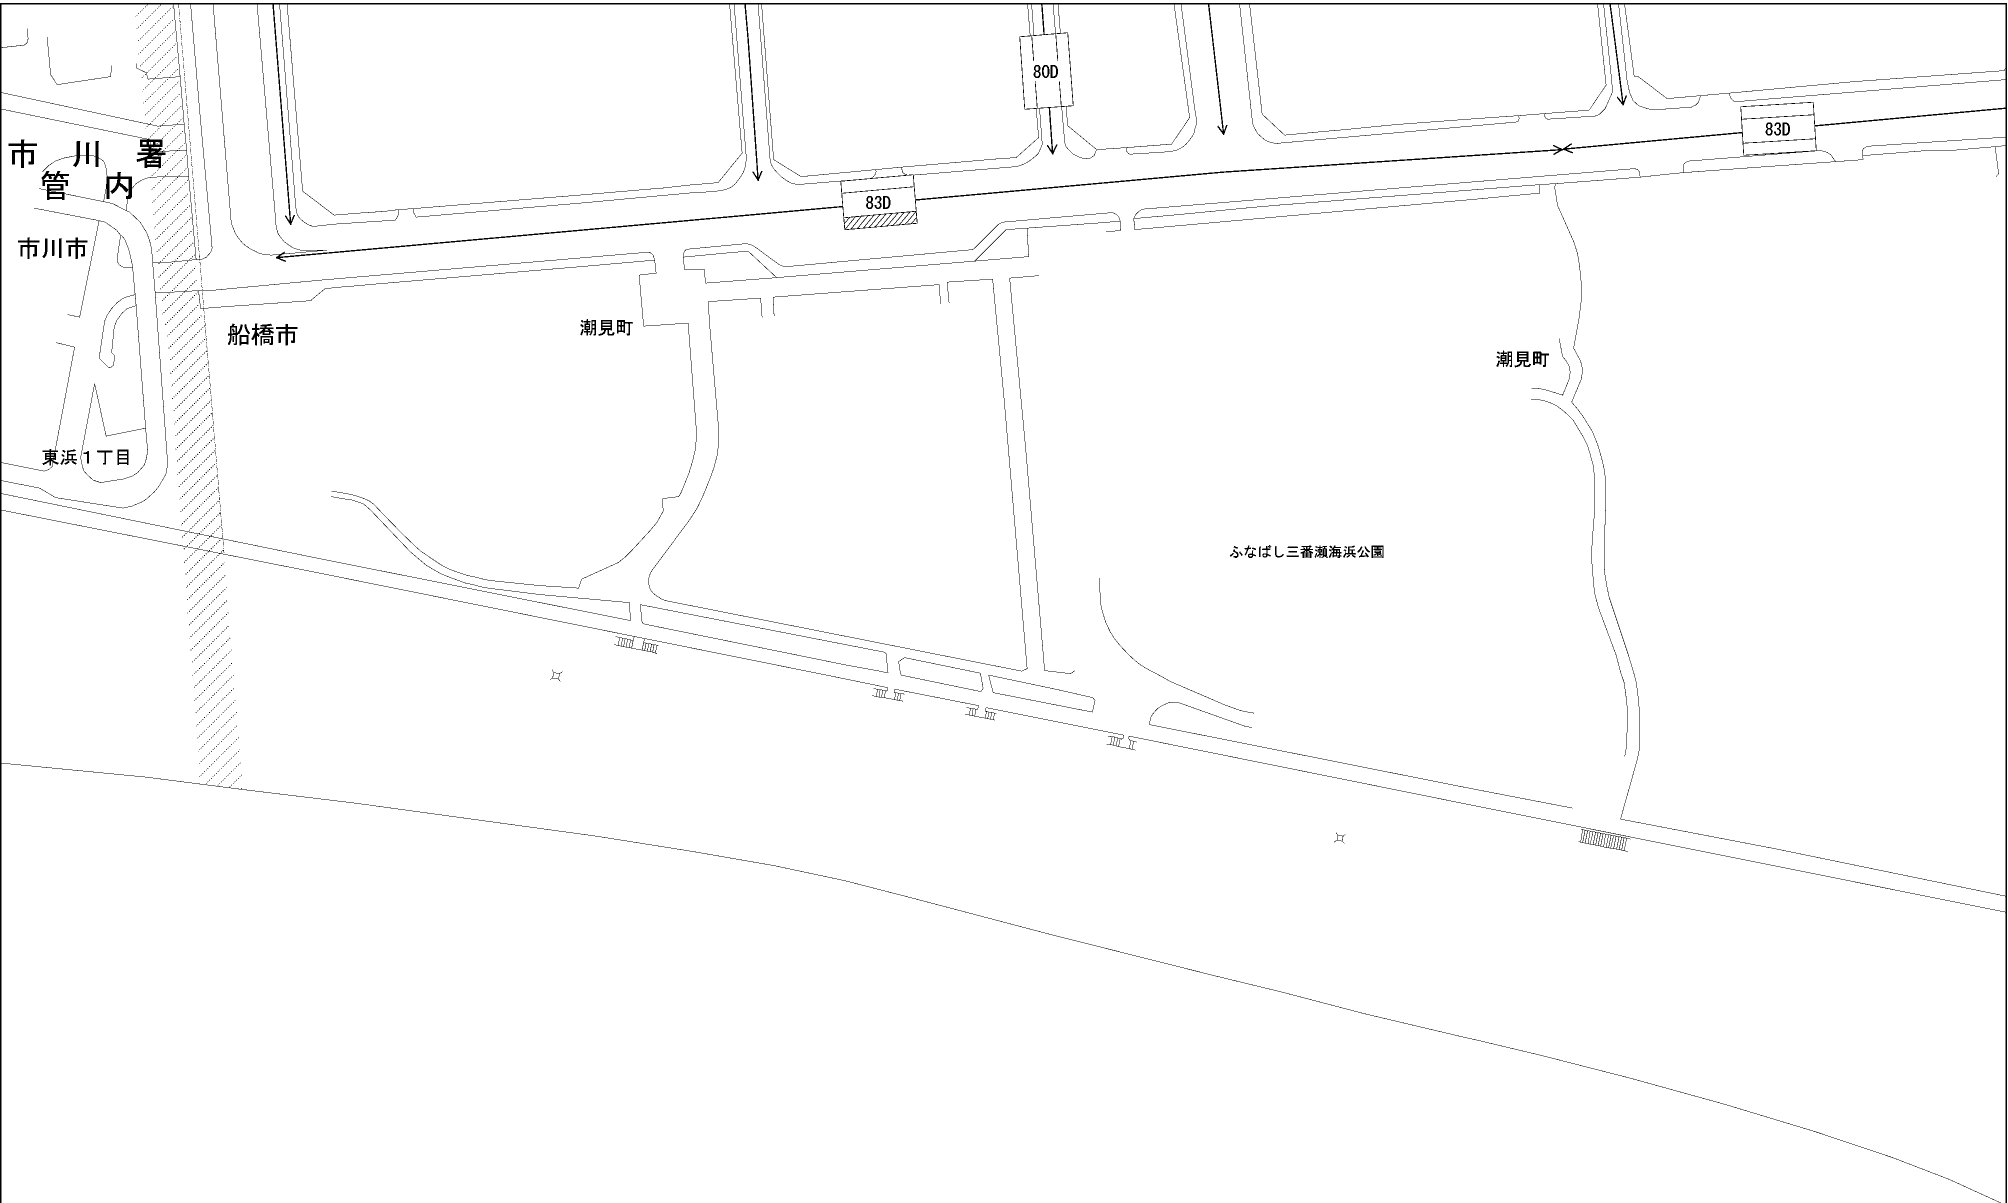 80D
83D
市川署
管内
83D
市川市
船橋市
潮見町
潮見町
東浜1丁目
ふなばし三番瀬海浜公園